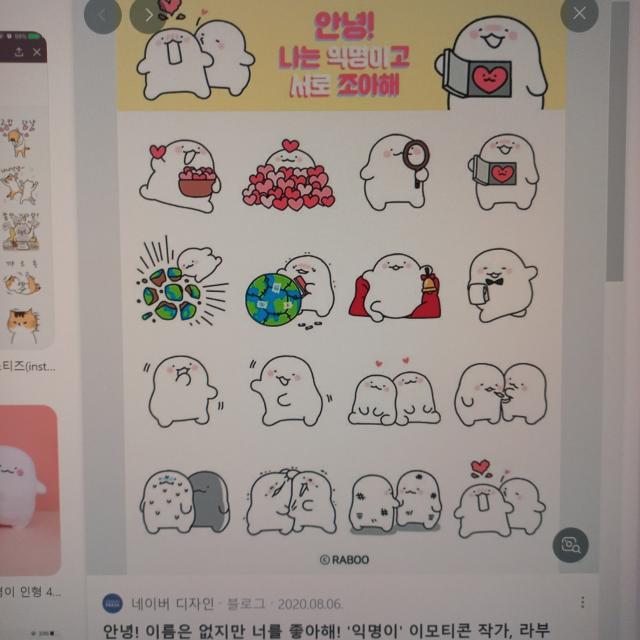 안녕!
나는 익명이고
서로 조아해
티즈(inst...
© RABOO
이 인형 4...
네이버 디자인 · 블로그 · 2020.08.06.
안녕! 이름은 없지만 너를 좋아해! '익명이' 이모티콘 작가, 라부